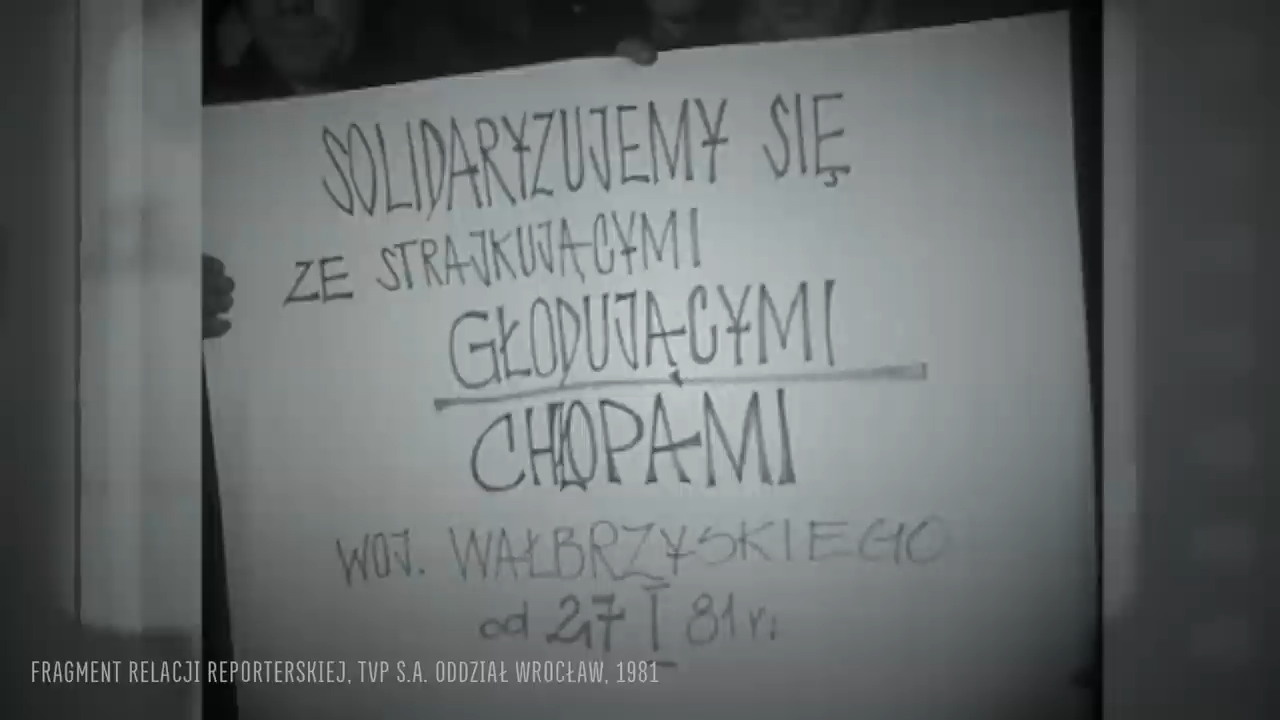 SOLIDARYZUJEMY SIĘ
ZE STRAJKUJĄCYMI
GŁODUJĄCYMI
CHŁOPAMI
WOJ. WAŁBRZYSKIEGO
od 27 I 81 r.
FRAGMENT RELACJI REPORTERSKIEJ, TVP S.A. ODDZIAŁ WROCŁAW, 1981